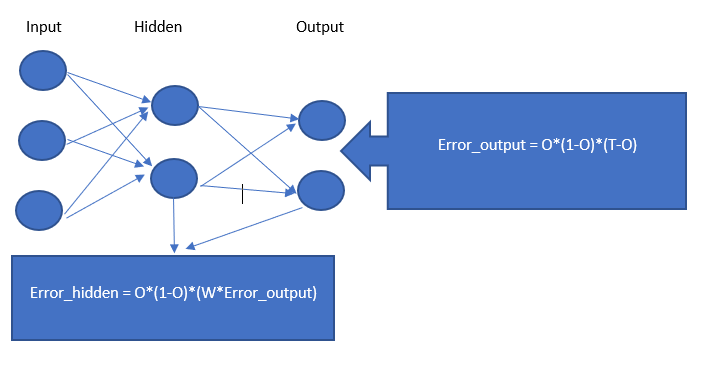 Input Hidden Output
Error_output = O*(1-O)*(T-O)
Error_hidden = O*(1-O)*(W*Error_output)